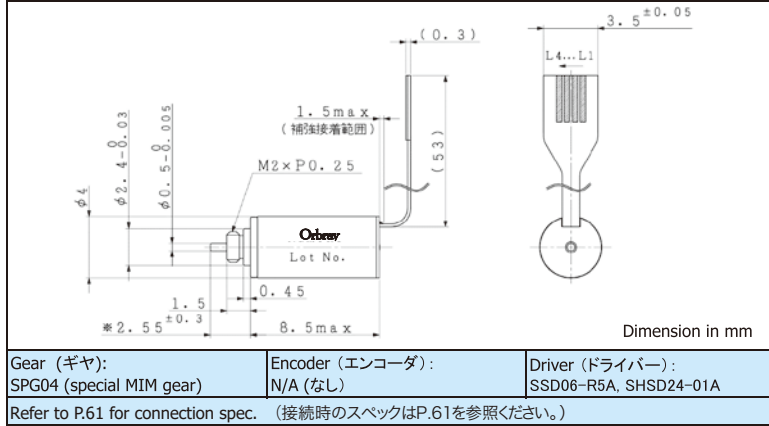 (0.3)
3.5±0.05
L4...L1
1.5max
(補強接着範囲)
(53)
M2×P0.25
φ0.5-0.005 0
φ2.4-0.03 0
φ4
Orbray
Lot No.
0.45
1.5±0.3
※2.55
8.5max
Dimension in mm
Gear (ギヤ):
SPG04 (special MIM gear)
Encoder (エンコーダ):
N/A (なし)
Driver (ドライバー):
SSD06-R5A, SHSD24-01A
Refer to P.61 for connection spec. (接続時のスペックはP.61を参照ください。)